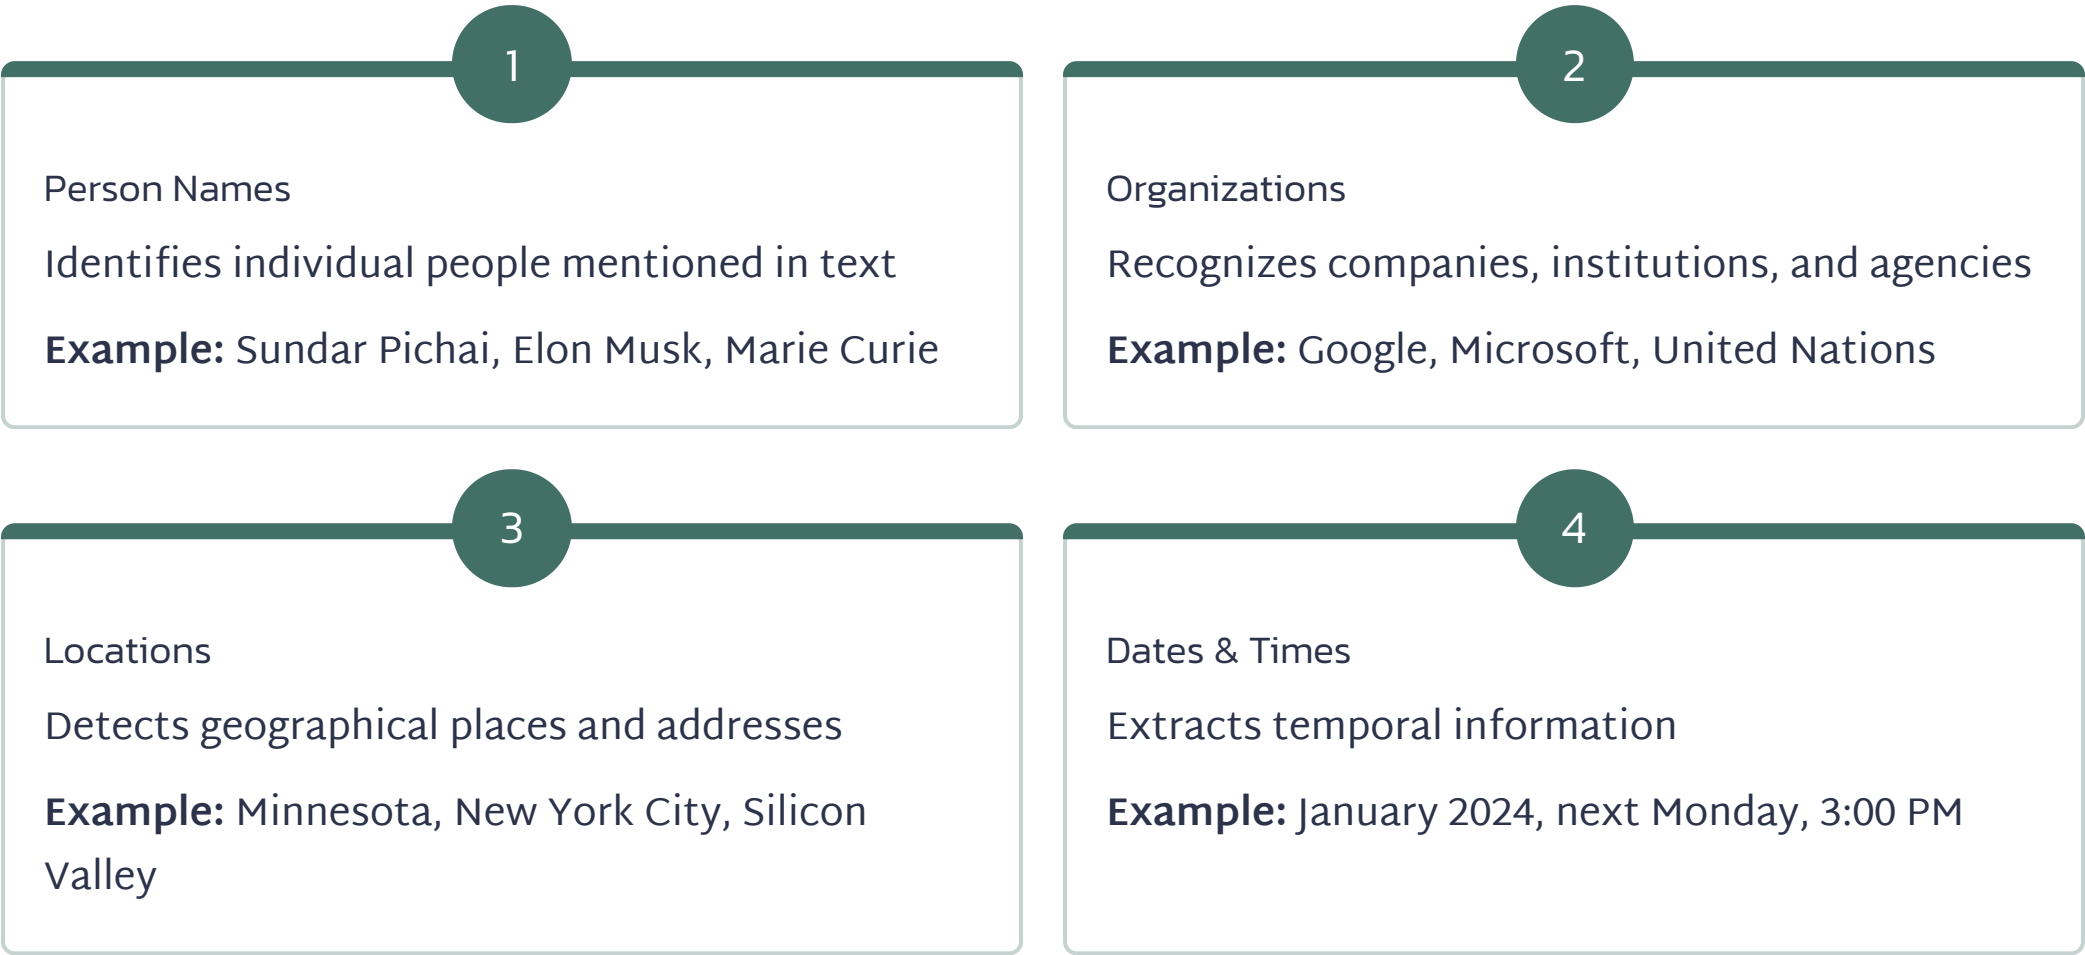 1
Person Names
Identifies individual people mentioned in text
Example: Sundar Pichai, Elon Musk, Marie Curie
2
Organizations
Recognizes companies, institutions, and agencies
Example: Google, Microsoft, United Nations
3
Locations
Detects geographical places and addresses
Example: Minnesota, New York City, Silicon
Valley
4
Dates & Times
Extracts temporal information
Example: January 2024, next Monday, 3:00 PM